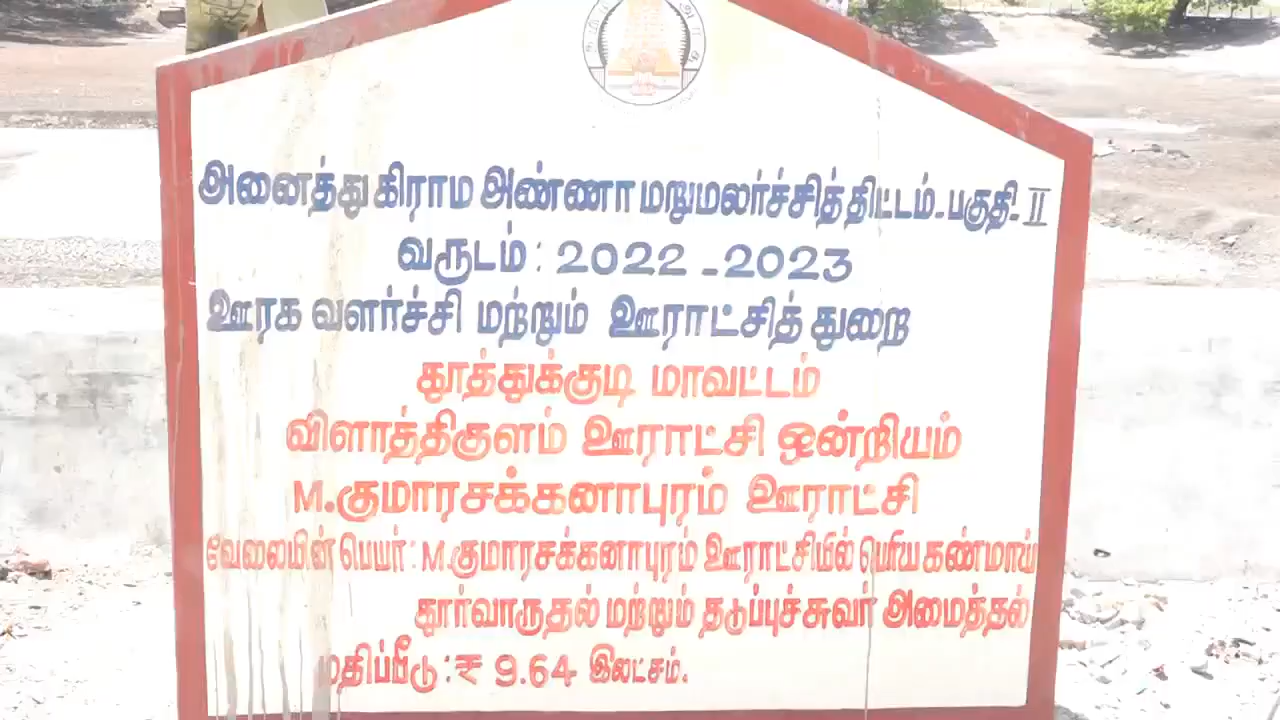 அனைத்து கிராம அண்ணா மறுமலர்ச்சித்திட்டம்-பகுதி-II
வருடம் : 2022 -2023
ஊரக வளர்ச்சி மற்றும் ஊராட்சித் துறை
தூத்துக்குடி மாவட்டம்
விளாத்திகுளம் ஊராட்சி ஒன்றியம்
M.குமாரசக்கனாபுரம் ஊராட்சி
வேலையின் பெயர் : M.குமாரசக்கனாபுரம் ஊராட்சியில் பெரிய கண்மாய்
தூர்வாருதல் மற்றும் தடுப்புச்சுவர் அமைத்தல்
மதிப்பீடு : ₹ 9.64 இலட்சம்.